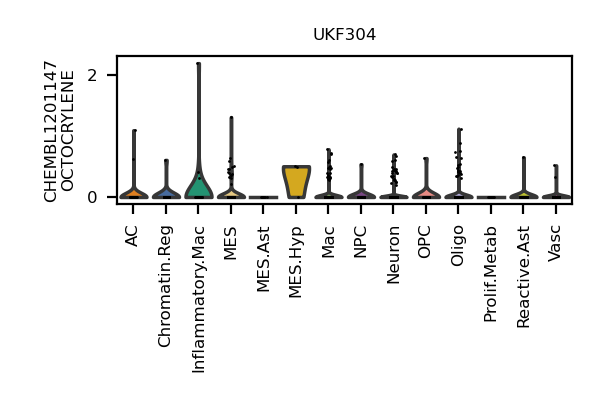 UKF304
CHEMBL1201147
OCTOCRYLENE
2
0
AC
Chromatin.Reg
Inflammatory.Mac
MES
MES.Ast
MES.Hyp
Mac
NPC
Neuron
OPC
Oligo
Prolif.Metab
Reactive.Ast
Vasc